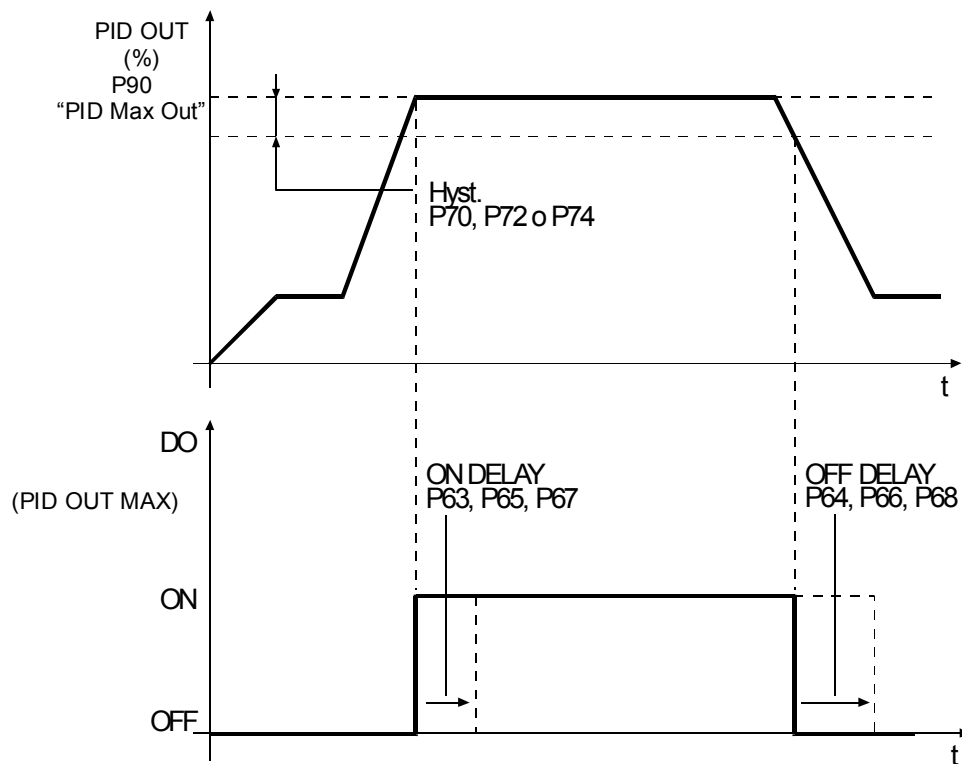 PID OUT
(%)
P90
“PID Max Out”
Hyst.
P70, P72 o P74
t
DO
(PID OUT MAX)
ON DELAY
P63, P65, P67
OFF DELAY
P64, P66, P68
ON
OFF
t